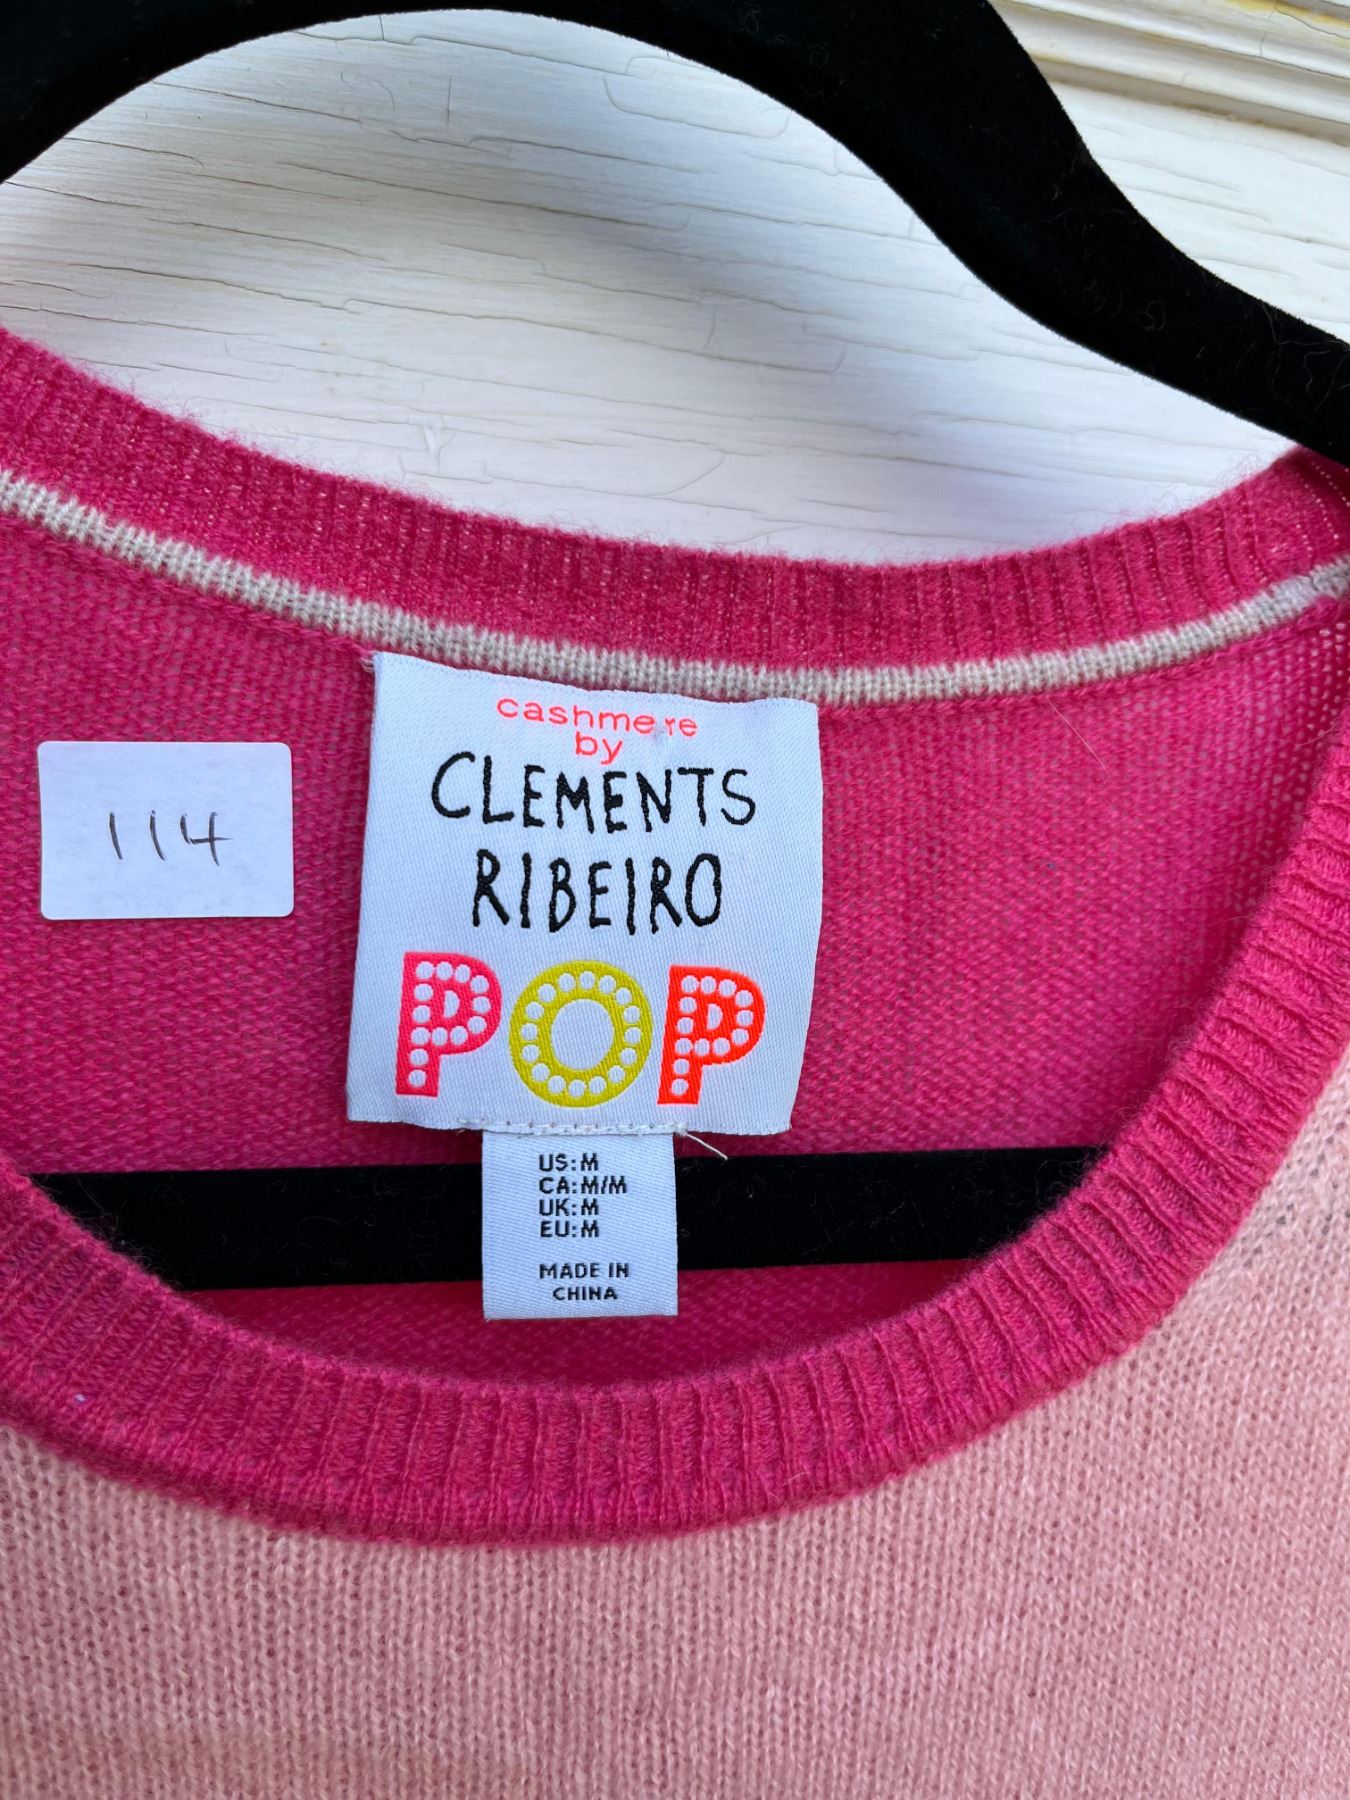 cashmere
by
CLEMENTS
RIBEIRO
POP
114
US: M
CA: M/M
UK: M
EU: M
MADE IN
CHINA